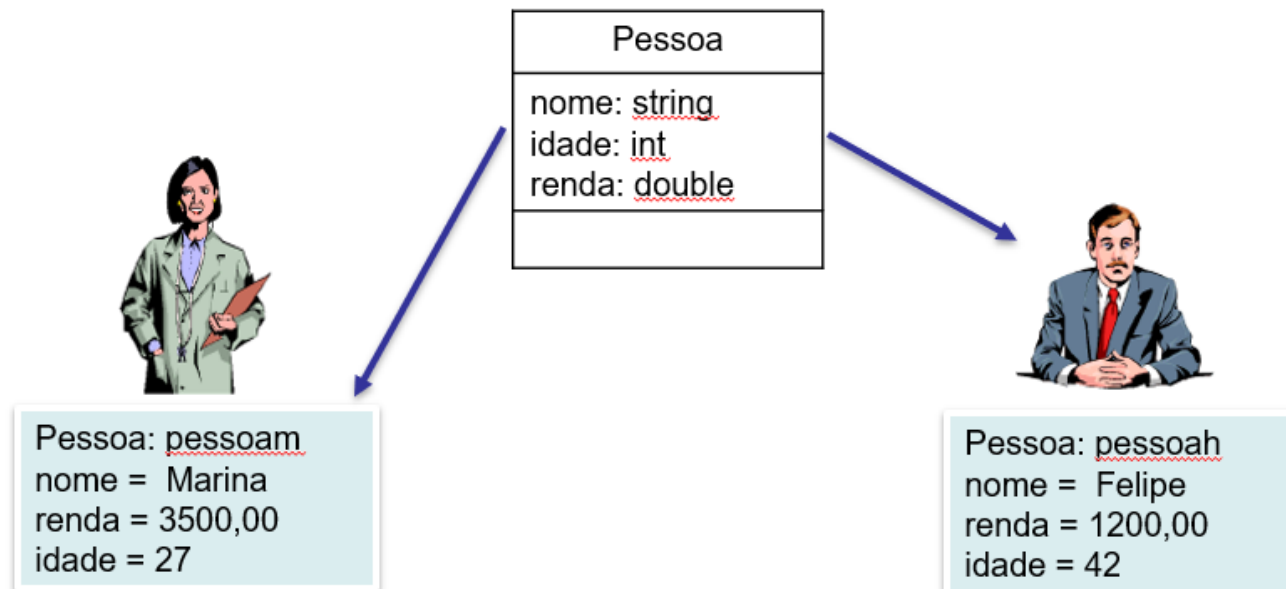 Pessoa
nome: string
idade: int
renda: double
Pessoa: pessoam
nome =  Marina
renda = 3500,00
idade = 27
Pessoa: pessoah
nome =  Felipe
renda = 1200,00
idade = 42